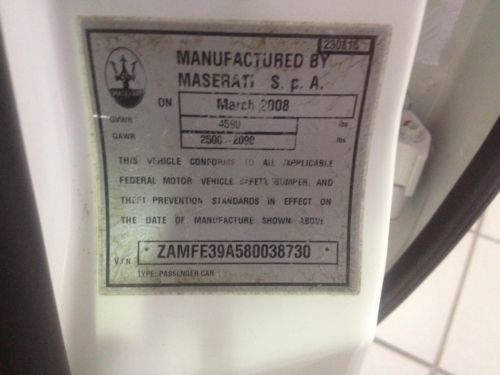 230816
MANUFACTURED BY
MASERATI S. p. A.
MASERATI
ON March 2008
GVWR 4590 lbs
GAWR 2500 - 2090 lbs
THIS VEHICLE CONFORMS TO ALL APPLICABLE
FEDERAL MOTOR VEHICLE SAFETY BUMPER, AND
THEFT PREVENTION STANDARDS IN EFFECT ON
THE DATE OF MANUFACTURE SHOWN ABOVE
V.I.N. * ZAMFE39A580038730 *
TYPE: PASSENGER CAR